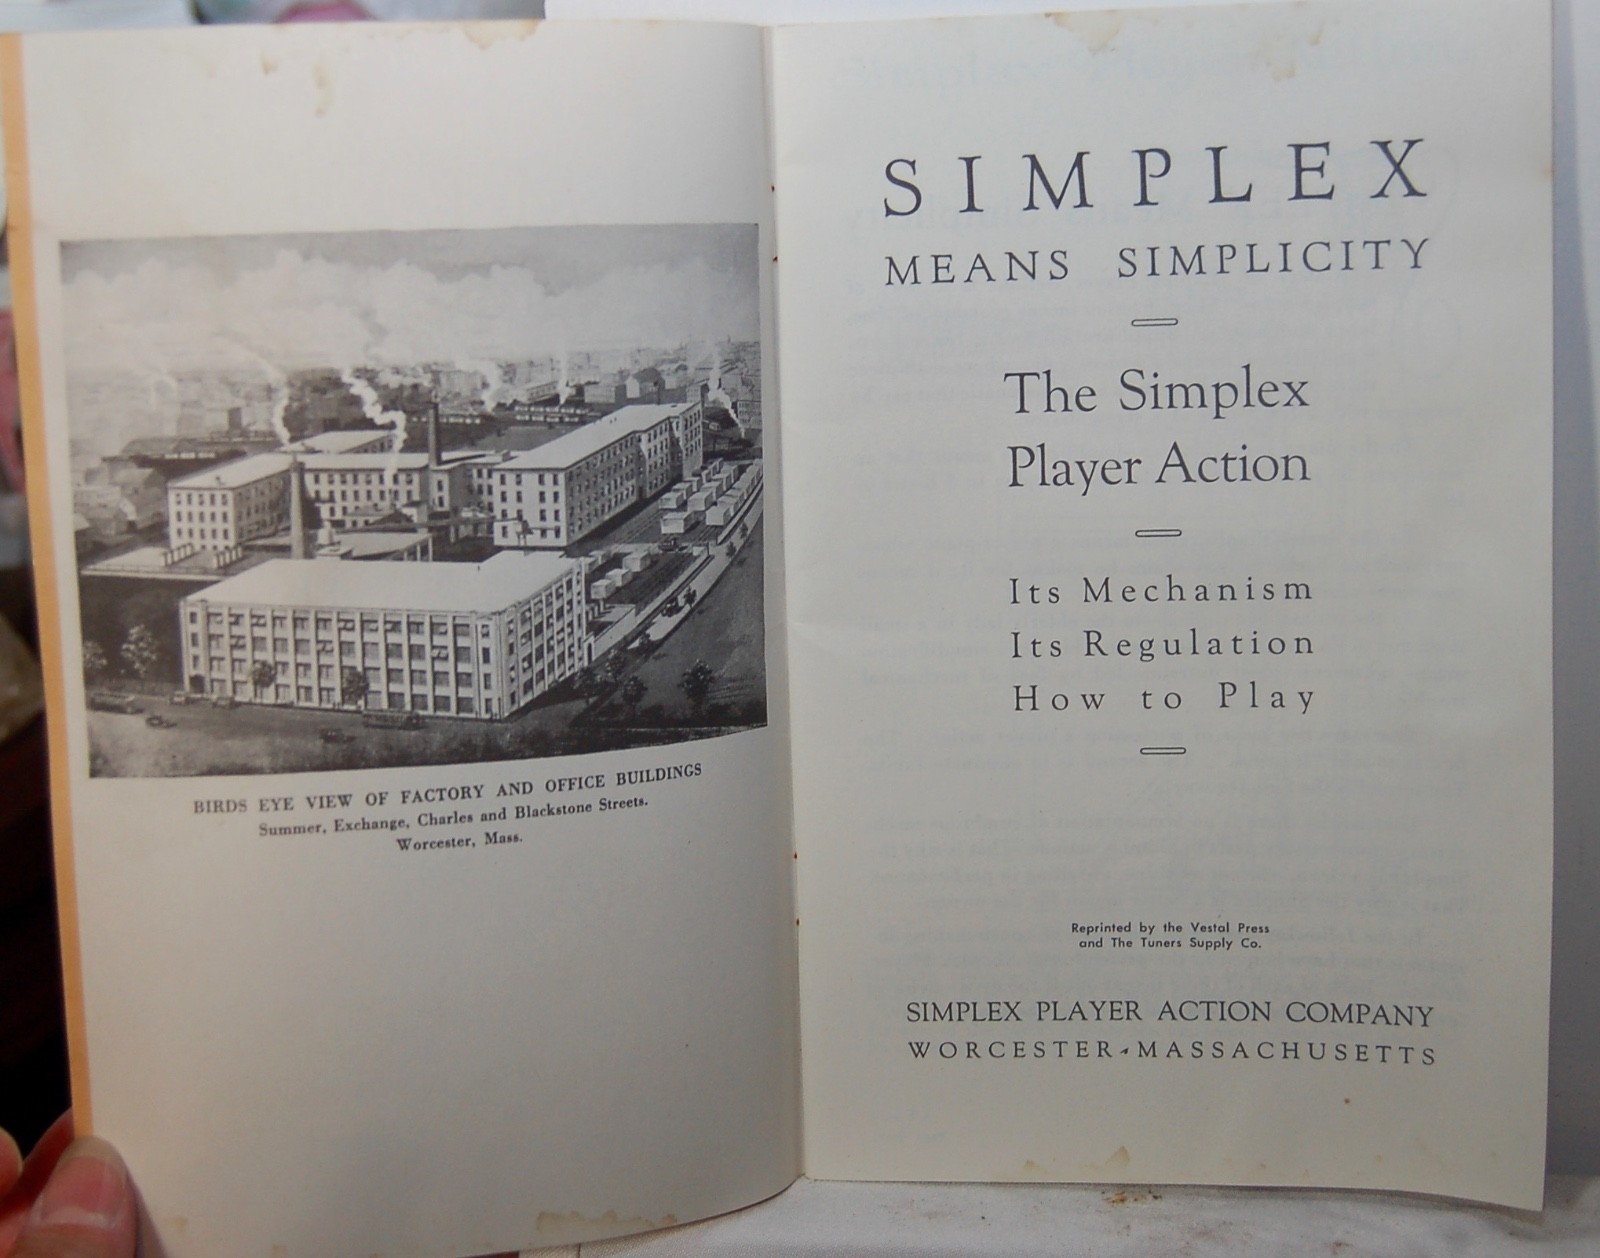 BIRDS EYE VIEW OF FACTORY AND OFFICE BUILDINGS
Summer, Exchange, Charles and Blackstone Streets.
Worcester, Mass.
SIMPLEX
MEANS SIMPLICITY
The Simplex
Player Action
Its Mechanism
Its Regulation
How to Play
Reprinted by the Vestal Press
and The Tuners Supply Co.
SIMPLEX PLAYER ACTION COMPANY
WORCESTER - MASSACHUSETTS